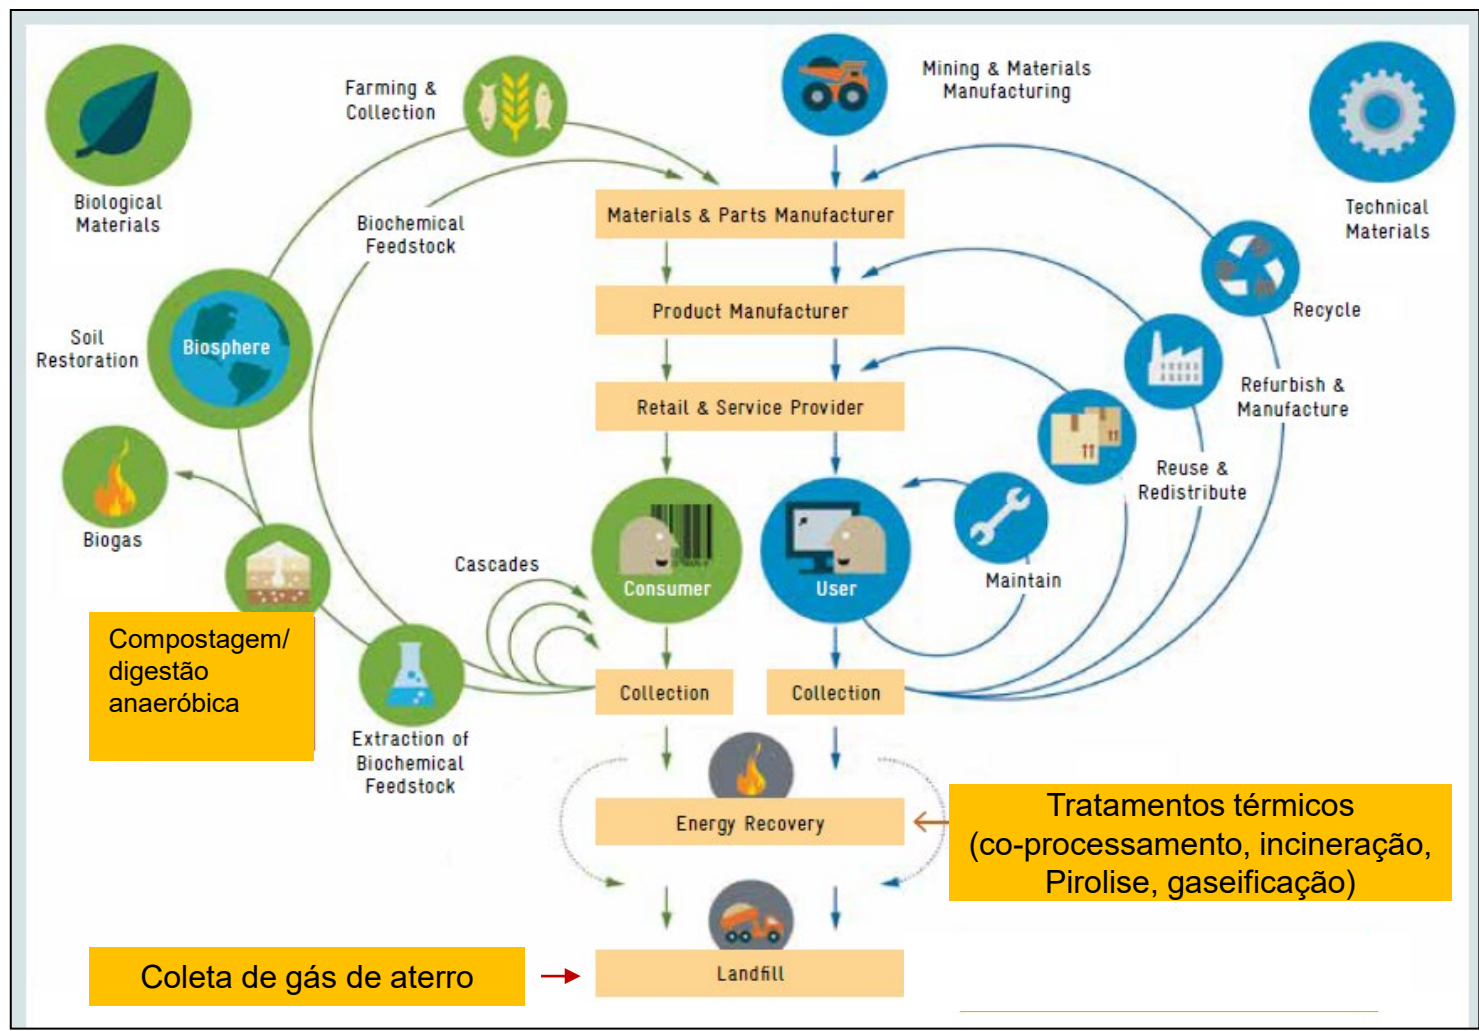 Farming &
Collection
Mining & Materials
Manufacturing
Biological
Materials
Technical
Materials
Biochemical
Feedstock
Materials & Parts Manufacturer
Recycle
Soil
Restoration
Biosphere
Product Manufacturer
Refurbish &
Manufacture
Retail & Service Provider
Reuse &
Redistribute
Biogas
Cascades
Consumer
User
Maintain
Compostagem/
digestão
anaeróbica
Collection
Collection
Extraction of
Biochemical
Feedstock
Energy Recovery
Tratamentos térmicos
(co-processamento, incineração,
Pirolise, gaseificação)
Coleta de gás de aterro
Landfill